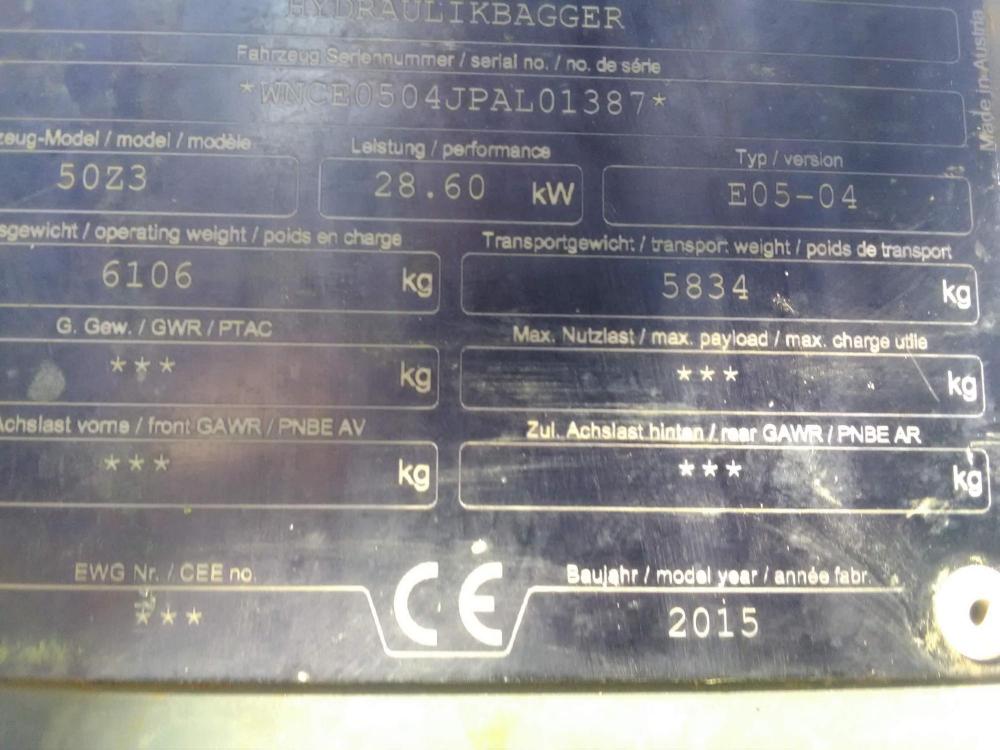 HYDRAULIKBAGGER
Fahrzeug Seriennummer / serial no. / no. de série
*WNCE0504JPAL01387*
Made in Austria
zeug-Model / model / modèle
Leistung / performance
Typ / version
50Z3
28.60 kW
E05-04
sgewicht / operating weight / poids en charge
Transportgewicht / transport weight / poids de transport
6106 kg
5834 kg
G. Gew. / GWR / PTAC
Max. Nutzlast / max. payload / max. charge utile
*** kg
*** kg
Achslast vorne / front GAWR / PNBE AV
Zul. Achslast hinten / rear GAWR / PNBE AR
*** kg
*** kg
EWG Nr. / CEE no.
CE
Baujahr / model year / année fabr.
***
2015